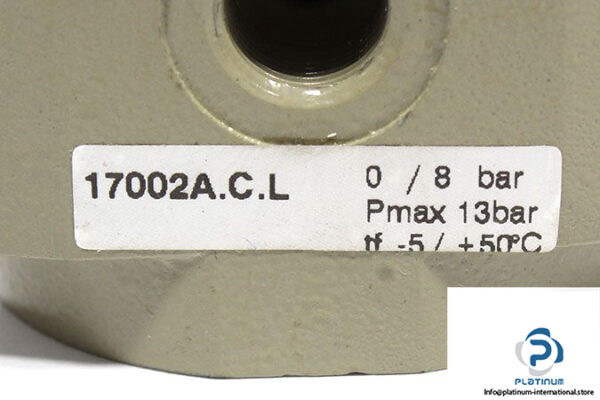 17002A.C.L
0 / 8 bar
Pmax 13bar
tf -5 / +50°C
PLATINUM
Info@platinum-international.store